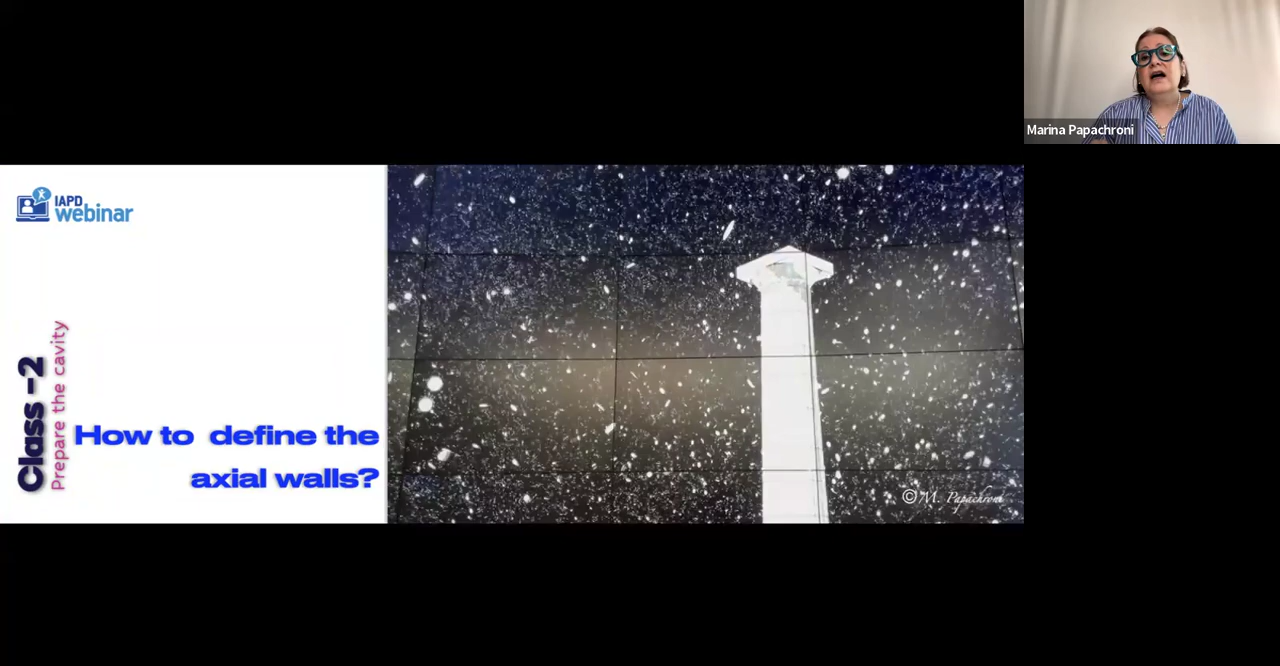 Marina Papachroni
IAPD
webinar
Class -2
Prepare the cavity
How to define the
axial walls?
©M. Papachroni